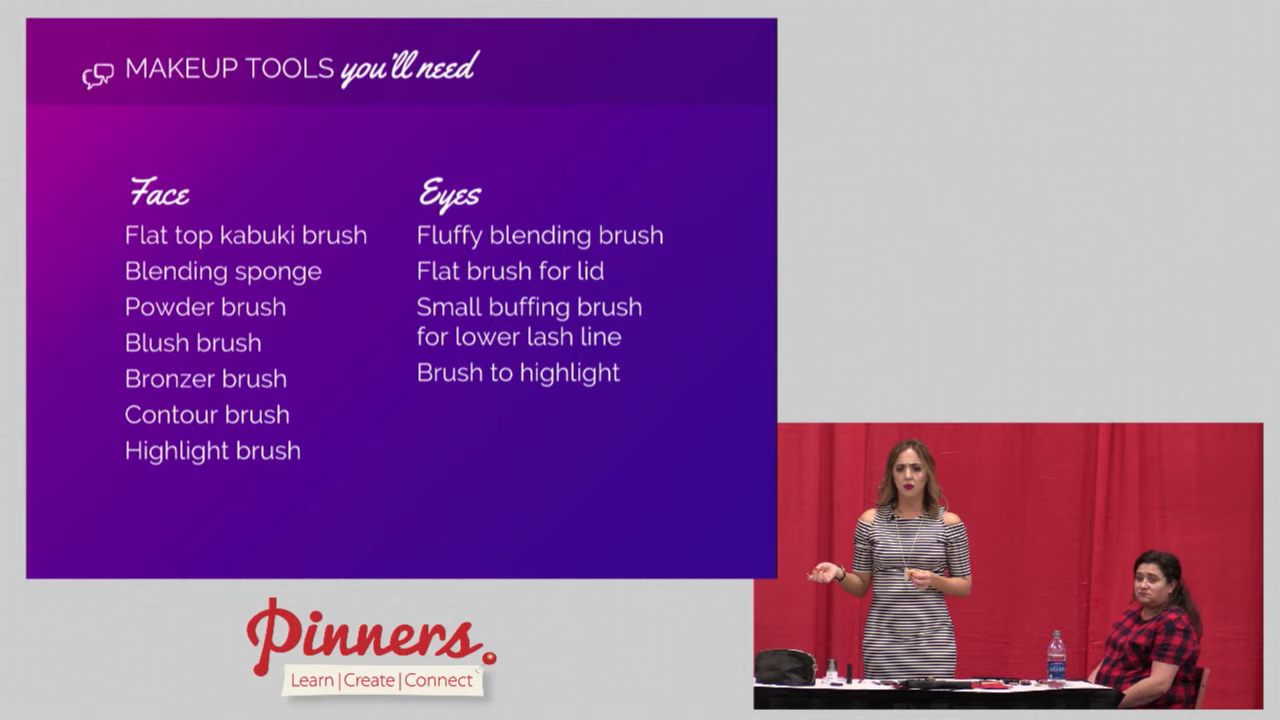 MAKEUP TOOLS you'll need
Face
Flat top kabuki brush
Blending sponge
Powder brush
Blush brush
Bronzer brush
Contour brush
Highlight brush
Eyes
Fluffy blending brush
Flat brush for lid
Small buffing brush
for lower lash line
Brush to highlight
Pinners.
Learn|Create|Connect